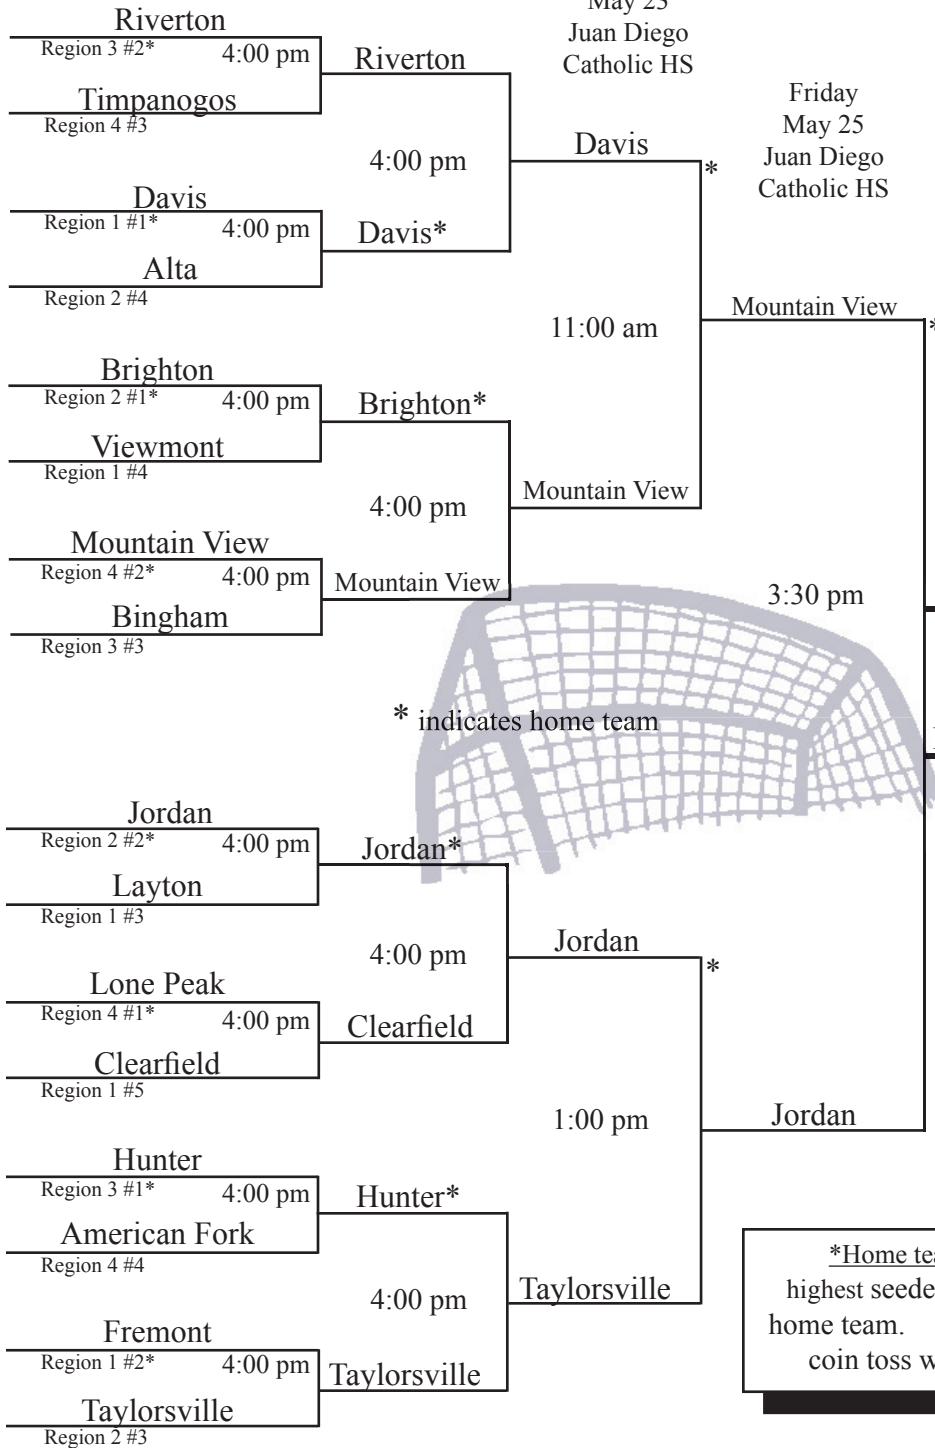 May 23
Juan Diego
Catholic HS
Friday
May 25
Juan Diego
Catholic HS
Riverton
Region 3 #2*
4:00 pm
Timpanogos
Region 4 #3
Riverton
4:00 pm
Davis
Region 1 #1*
4:00 pm
Alta
Region 2 #4
Davis*
Davis
*
Brighton
Region 2 #1*
4:00 pm
Viewmont
Region 1 #4
Brighton*
4:00 pm
Mountain View
Region 4 #2*
4:00 pm
Bingham
Region 3 #3
Mountain View
Mountain View
11:00 am
Mountain View
*
3:30 pm
* indicates home team
Jordan
Region 2 #2*
4:00 pm
Layton
Region 1 #3
Jordan*
4:00 pm
Lone Peak
Region 4 #1*
4:00 pm
Clearfield
Region 1 #5
Clearfield
Jordan
*
1:00 pm
Jordan
Hunter
Region 3 #1*
4:00 pm
American Fork
Region 4 #4
Hunter*
4:00 pm
Fremont
Region 1 #2*
4:00 pm
Taylorsville
Region 2 #3
Taylorsville
Taylorsville
*Home
highest
home team.
coin toss